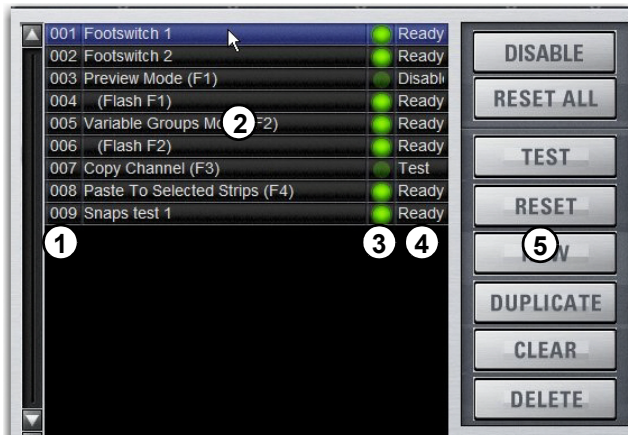 001 Footswitch 1 Ready
002 Footswitch 2 Ready
003 Preview Mode (F1) Disabl
004 (Flash F1) Ready
005 Variable Groups F2) Ready
006 (Flash F2) Ready
007 Copy Channel (F3) Test
008 Paste To Selected Strips (F4) Ready
009 Snaps test 1 Ready
1
2
3
4
5
DISABLE
RESET ALL
TEST
RESET
DUPLICATE
CLEAR
DELETE